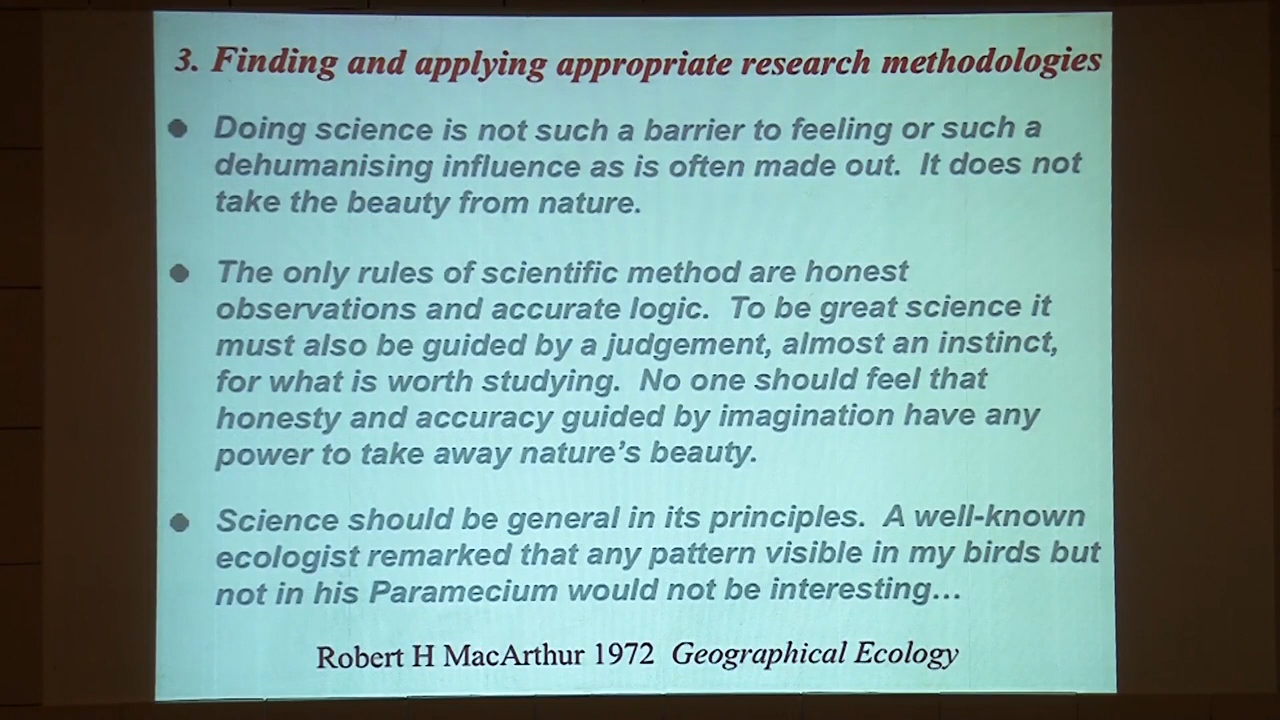 3. Finding and applying appropriate research methodologies
● Doing science is not such a barrier to feeling or such a
dehumanising influence as is often made out. It does not
take the beauty from nature.
● The only rules of scientific method are honest
observations and accurate logic. To be great science it
must also be guided by a judgement, almost an instinct,
for what is worth studying. No one should feel that
honesty and accuracy guided by imagination have any
power to take away nature's beauty.
● Science should be general in its principles. A well-known
ecologist remarked that any pattern visible in my birds but
not in his Paramecium would not be interesting...
Robert H MacArthur 1972 Geographical Ecology